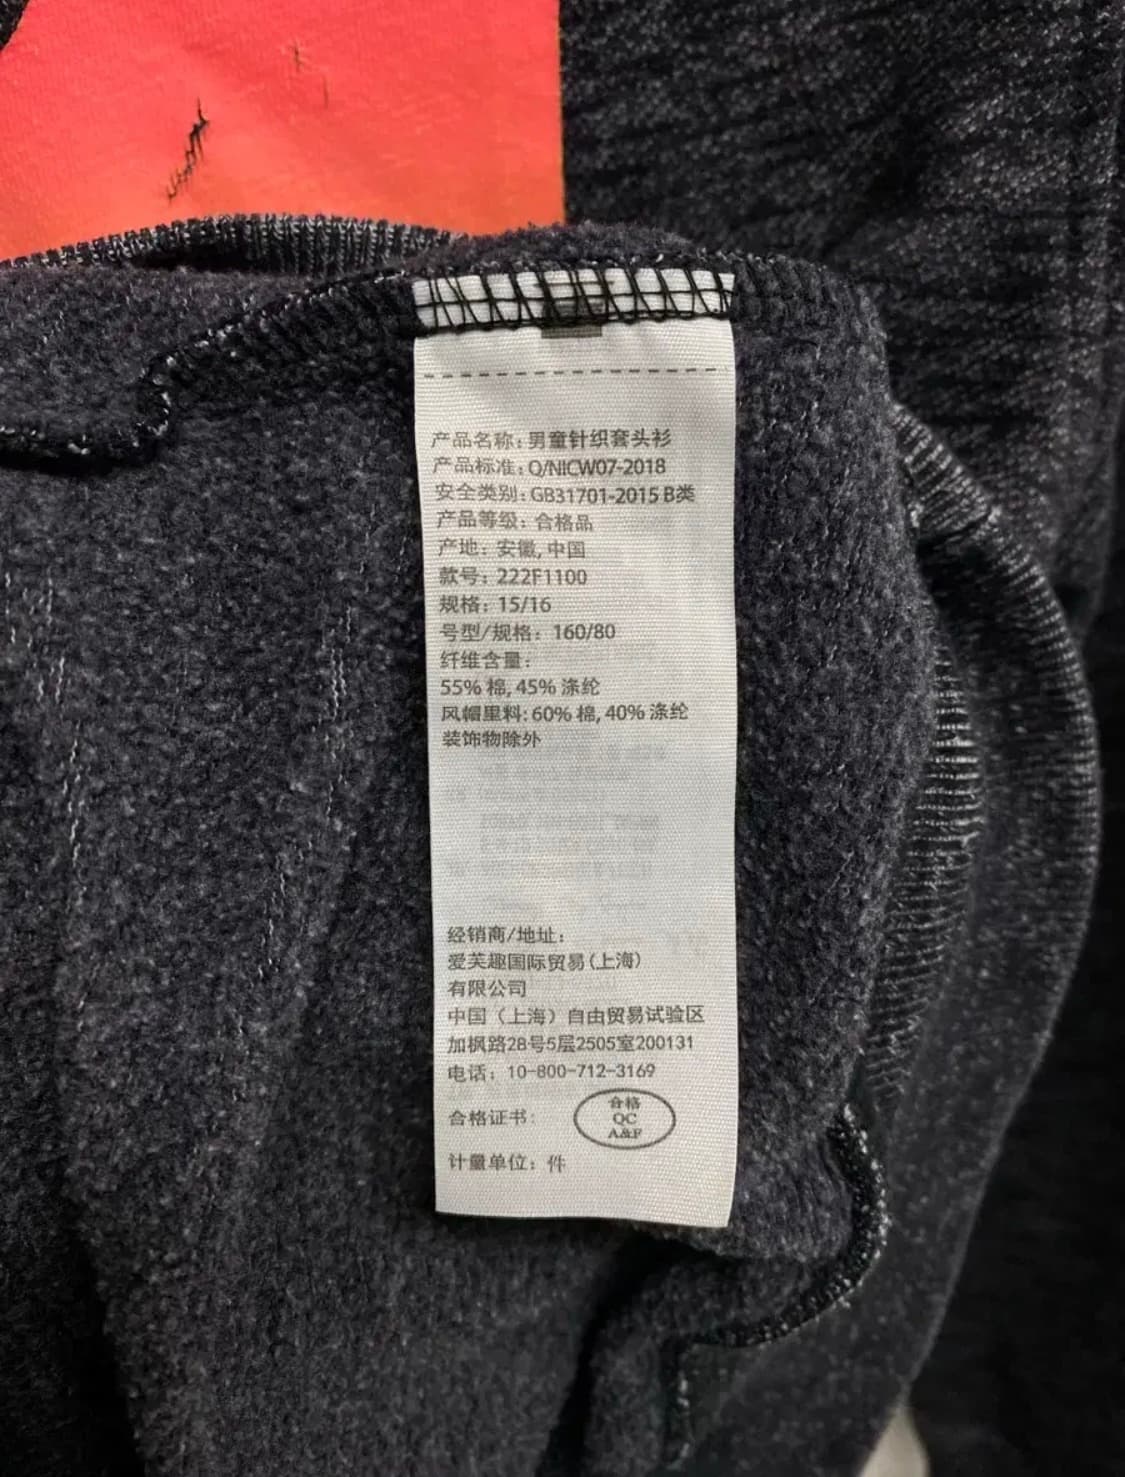 产品名称: 男童针织套头衫
产品标准: Q/NICW07-2018
安全类别: GB31701-2015 B类
产品等级: 合格品
产地: 安徽, 中国
款号: 222F1100
规格: 15/16
号型/规格: 160/80
纤维含量:
55% 棉, 45% 涤纶
风帽里料: 60% 棉, 40% 涤纶
装饰物除外
经销商/地址:
爱芙趣国际贸易(上海)
有限公司
中国（上海）自由贸易试验区
加枫路28号5层2505室200131
电话: 10-800-712-3169
合格证书:
合格
QC
A&F
计量单位: 件